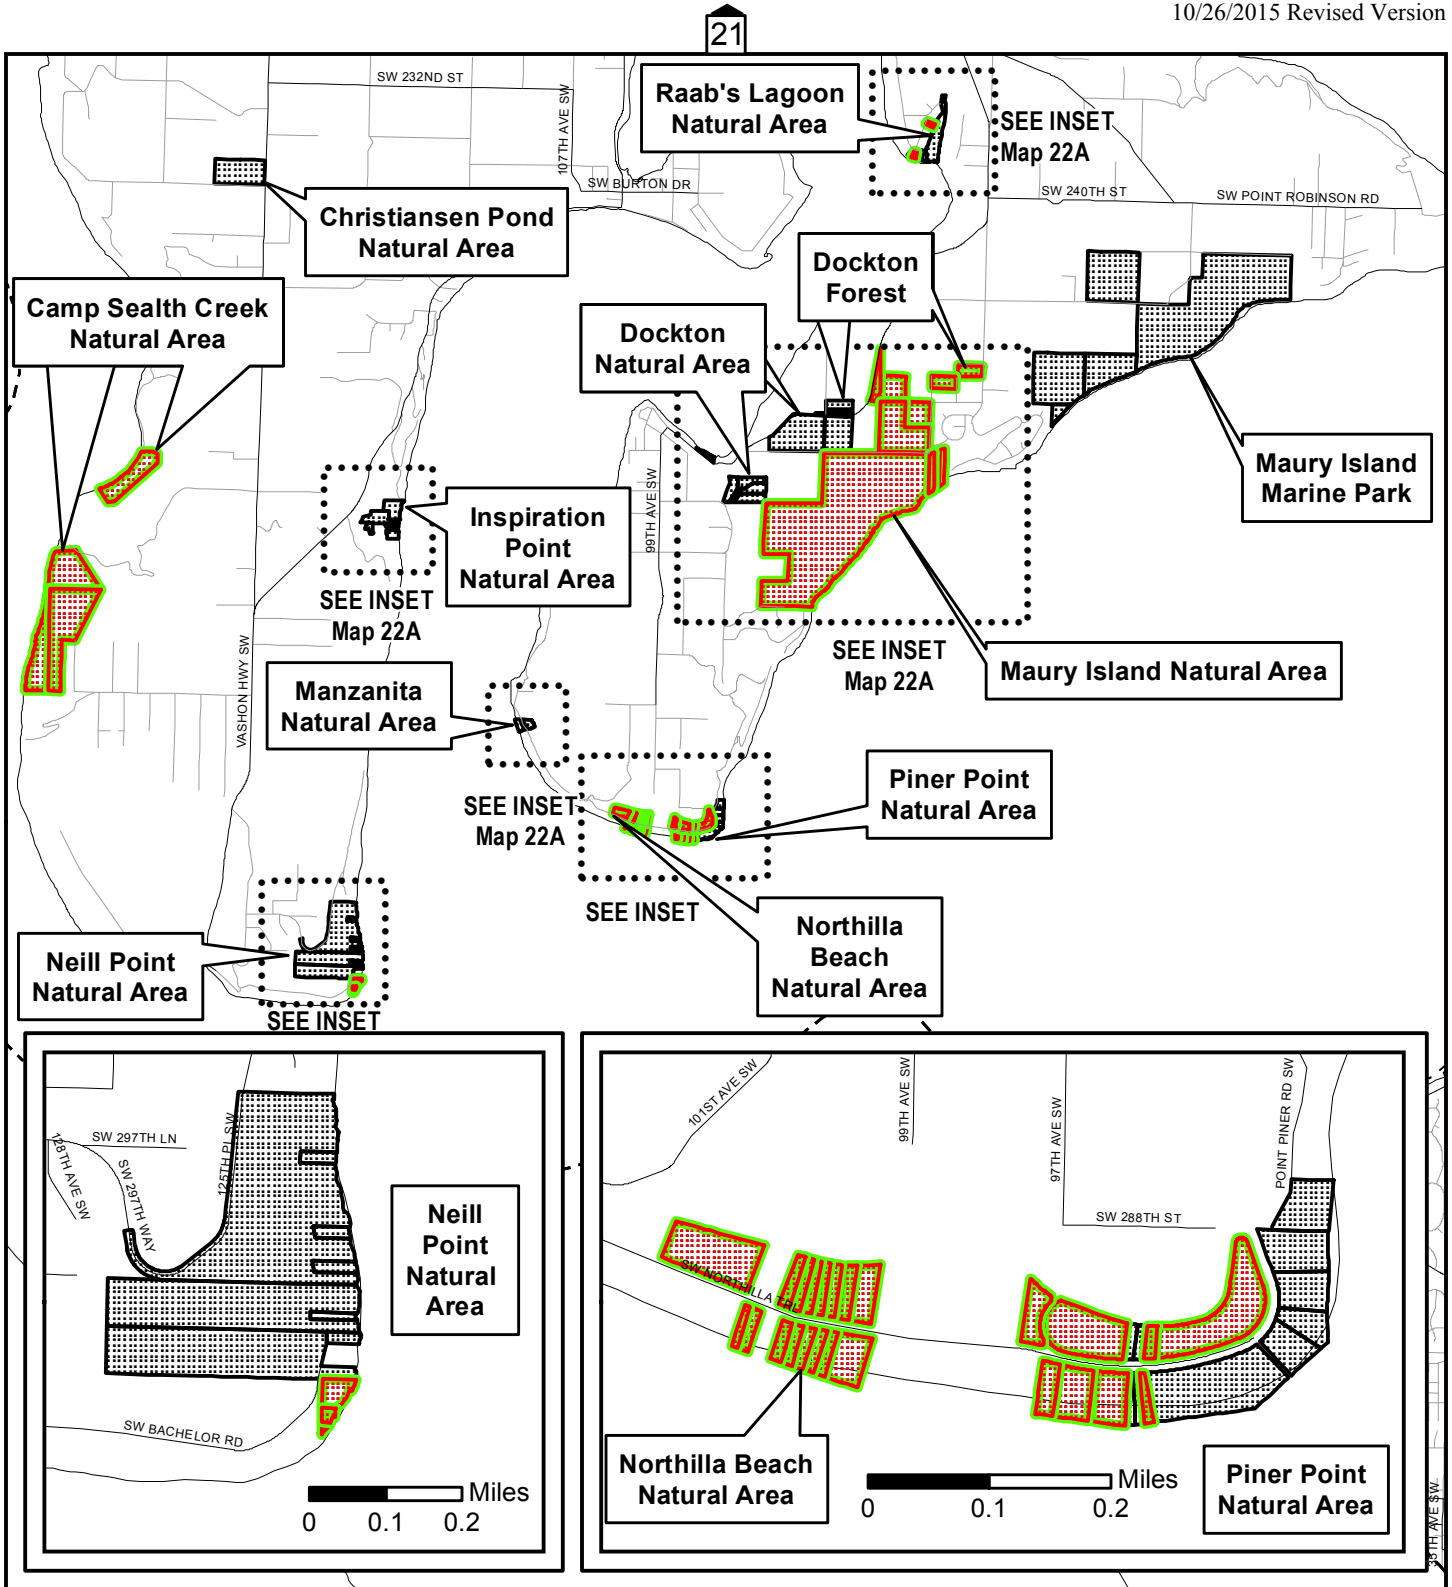 10/26/2015 Revised Version
21
SW 232ND ST
107TH AVE SW
Raab's Lagoon
Natural Area
SEE INSET
Map 22A
SW BURTON DR
SW 240TH ST
SW POINT ROBINSON RD
Christiansen Pond
Natural Area
Dockton
Forest
Camp Sealth Creek
Natural Area
Dockton
Natural Area
Maury Island
Marine Park
99TH AVE SW
Inspiration
Point
Natural Area
SEE INSET
Map 22A
VASHON HWY SW
SEE INSET
Map 22A
Maury Island Natural Area
Manzanita
Natural Area
SEE INSET
Map 22A
Piner Point
Natural Area
SEE INSET
Northilla
Beach
Natural Area
Neill Point
Natural Area
SEE INSET
SW 297TH LN
128TH AVE SW
SW 297TH WAY
125TH PL SW
Neill
Point
Natural
Area
SW BACHELOR RD
Miles
0
0.1
0.2
101ST AVE SW
99TH AVE SW
97TH AVE SW
POINT PINER RD SW
SW 288TH ST
SW NORTHILLA TRL
Northilla Beach
Natural Area
Miles
0
0.1
0.2
Piner Point
Natural Area
35TH AVE SW